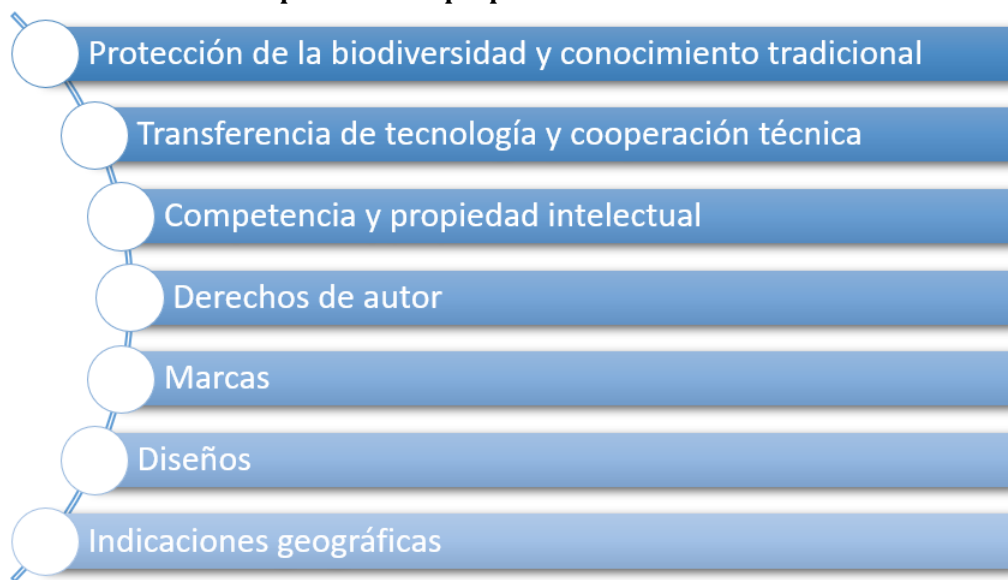 Protección de la biodiversidad y conocimiento tradicional
Transferencia de tecnología y cooperación técnica
Competencia y propiedad intelectual
Derechos de autor
Marcas
Diseños
Indicaciones geográficas